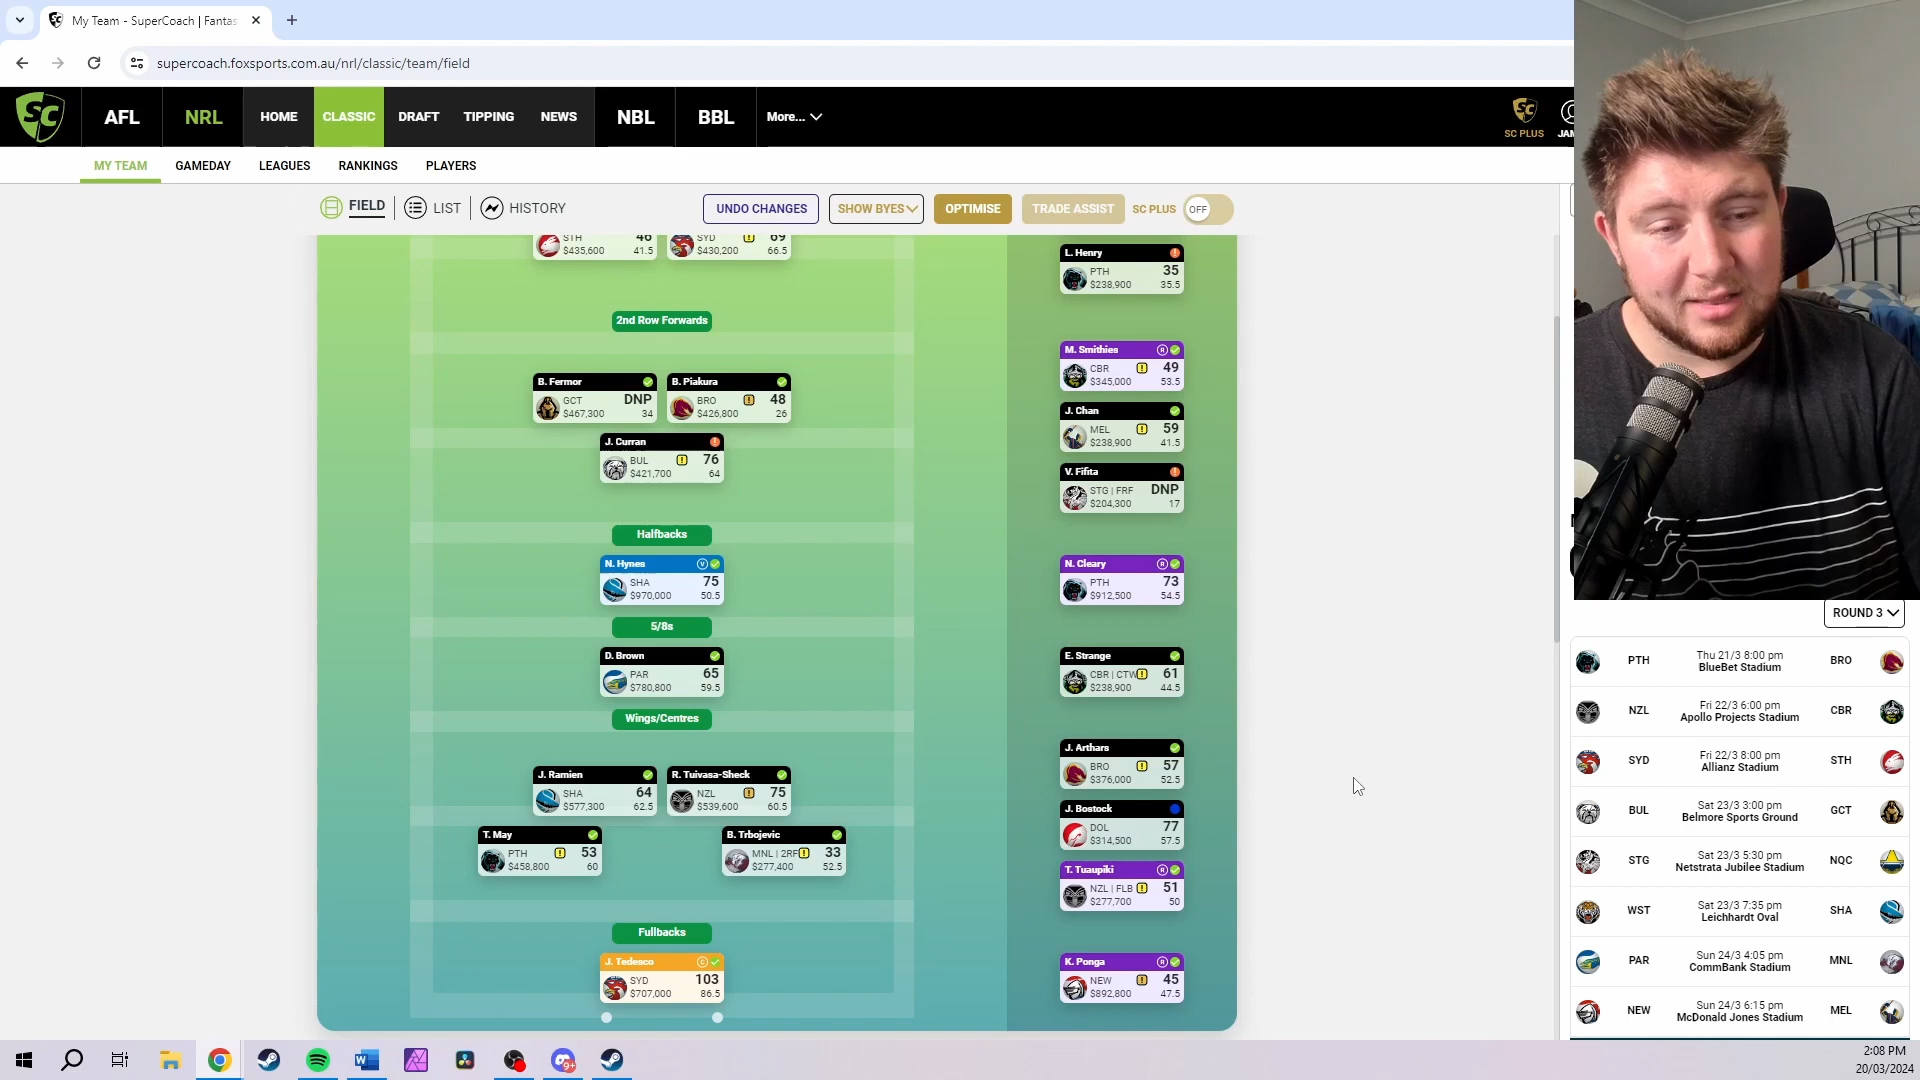 My Team - SuperCoach | Fantas
supercoach.foxsports.com.au/nrl/classic/team/field
SC
AFL
NRL
HOME
CLASSIC
DRAFT
TIPPING
NEWS
NBL
BBL
More...
SC
SC PLUS
JAM
MY TEAM
GAMEDAY
LEAGUES
RANKINGS
PLAYERS
FIELD
LIST
HISTORY
UNDO CHANGES
SHOW BYES
OPTIMISE
TRADE ASSIST
SC PLUS
OFF
STH 46
$435,600 41.5
SYD 69
$430,200 66.5
2nd Row Forwards
B. Fermor
GCT DNP
$467,300 34
B. Piakura
BRO 48
$426,800 26
J. Curran
BUL 76
$421,700 64
Halfbacks
N. Hynes V
SHA 75
$970,000 50.5
5/8s
D. Brown
PAR 65
$780,800 59.5
Wings/Centres
J. Ramien
SHA 64
$577,300 62.5
R. Tuivasa-Sheck
NZL 75
$539,600 60.5
T. May
PTH 53
$458,800 60
B. Trbojevic
MNL | 2RF 33
$277,400 52.5
Fullbacks
J. Tedesco C
SYD 103
$707,000 86.5
L. Henry
PTH 35
$238,900 35.5
M. Smithies R
CBR 49
$345,000 53.5
J. Chan
MEL 59
$238,900 41.5
V. Fifita
STG | FRF DNP
$204,300 17
N. Cleary R
PTH 73
$912,500 54.5
E. Strange
CBR | CTW 61
$238,900 44.5
J. Arthars
BRO 57
$376,000 52.5
J. Bostock
DOL 77
$314,500 57.5
T. Tuaupiki R
NZL | FLB 51
$277,700 50
K. Ponga R
NEW 45
$892,800 47.5
ROUND 3
PTH Thu 21/3 8:00 pm BRO
BlueBet Stadium
NZL Fri 22/3 6:00 pm CBR
Apollo Projects Stadium
SYD Fri 22/3 8:00 pm STH
Allianz Stadium
BUL Sat 23/3 3:00 pm GCT
Belmore Sports Ground
STG Sat 23/3 5:30 pm NQC
Netstrata Jubilee Stadium
WST Sat 23/3 7:35 pm SHA
Leichhardt Oval
PAR Sun 24/3 4:05 pm MNL
CommBank Stadium
NEW Sun 24/3 6:15 pm MEL
McDonald Jones Stadium
9+
2:08 PM
20/03/2024